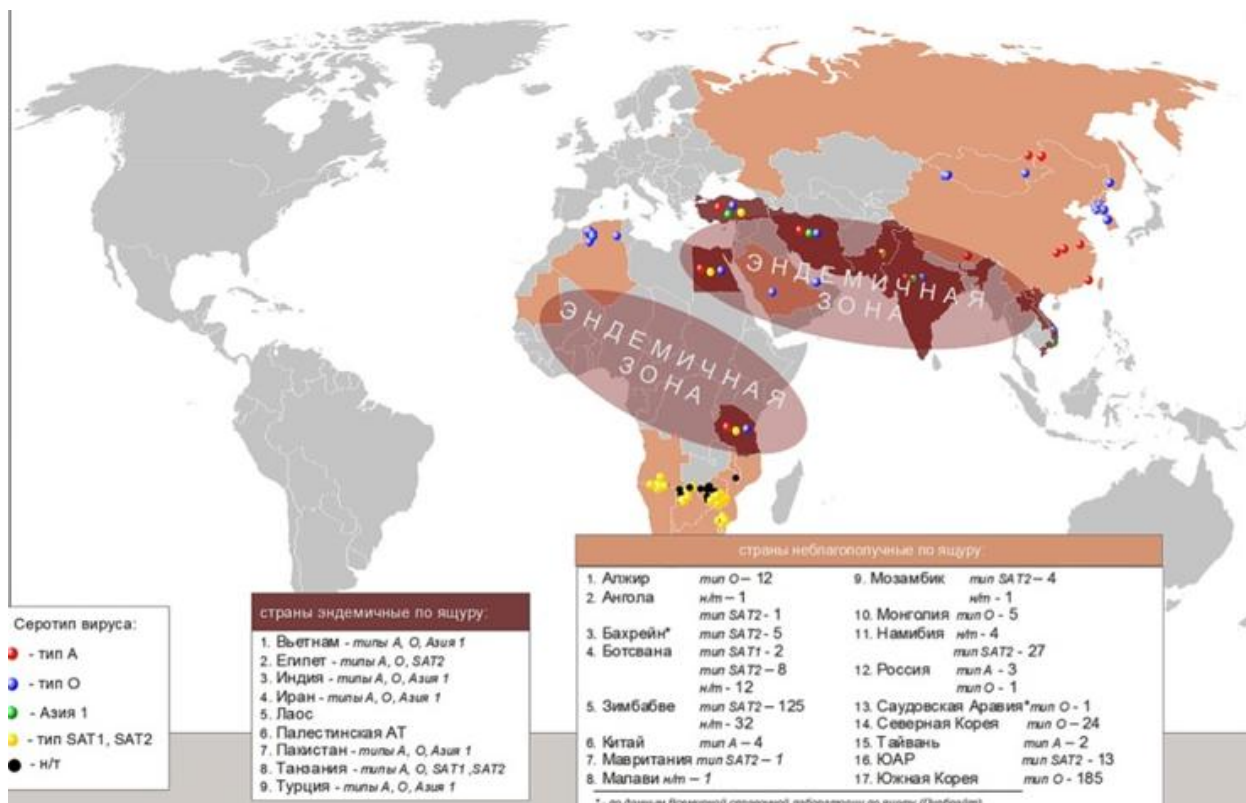 ЭНДЕМИЧНАЯ
ЗОНА
ЭНДЕМИЧНАЯ
ЗОНА
Серотип вируса:
- тип А
- тип О
- Азия 1
- тип SAT1, SAT2
- н/т
страны эндемичные по ящуру:
1. Вьетнам - типы А, О, Азия 1
2. Египет - типы А, О, SAT2
3. Индия - типы А, О, Азия 1
4. Иран - типы А, О, Азия 1
5. Лаос
6. Палестинская АТ
7. Пакистан - типы А, О, Азия 1
8. Танзания - типы А, О, SAT1 ,SAT2
9. Турция - типы А, О, Азия 1
страны неблагополучные по ящуру:
1. Алжир тип О – 12
2. Ангола н/т – 1
тип SAT2 - 1
3. Бахрейн* тип SAT2 - 5
4. Ботсвана тип SAT1 - 2
тип SAT2 – 8
н/т - 12
5. Зимбабве тип SAT2 – 125
н/т - 32
6. Китай тип А – 4
7. Мавритания тип SAT2 – 1
8. Малави н/т – 1
9. Мозамбик тип SAT2 – 4
н/т - 1
10. Монголия тип О - 5
11. Намибия н/т - 4
тип SAT2 - 27
12. Россия тип А - 3
тип О - 1
13. Саудовская Аравия* тип О - 1
14. Северная Корея тип О – 24
15. Тайвань тип А – 2
16. ЮАР тип SAT2 - 13
17. Южная Корея тип О - 185